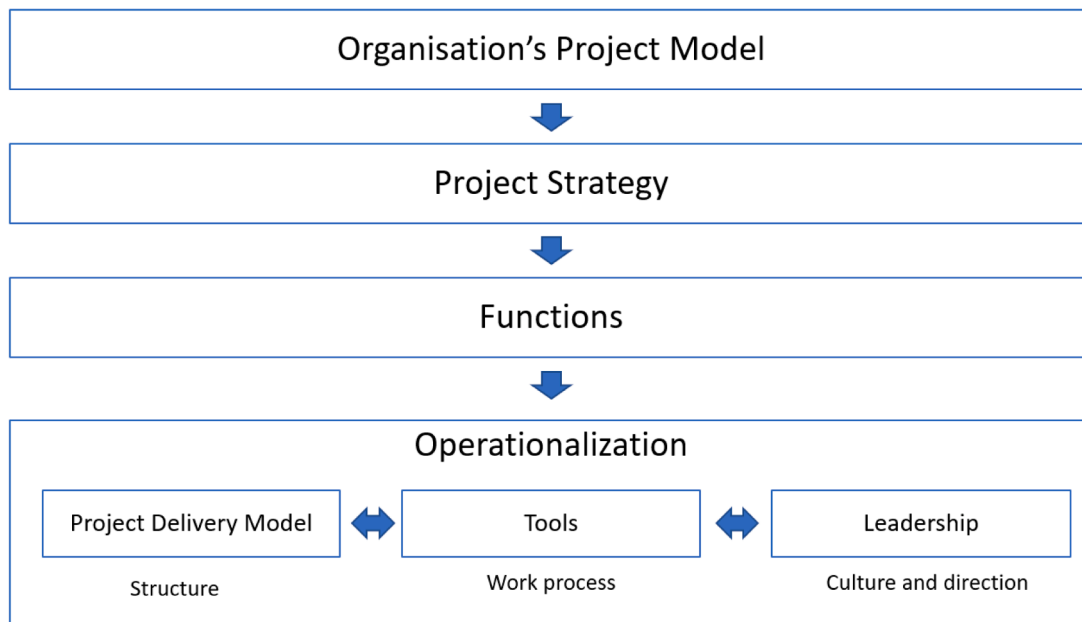 Organisation’s Project Model
Project Strategy
Functions
Operationalization
Project Delivery Model
Tools
Leadership
Structure
Work process
Culture and direction